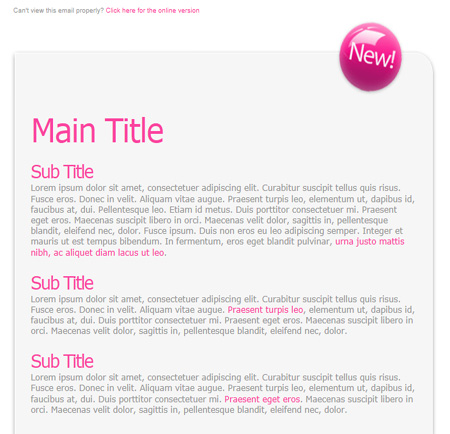 Can't view this email properly? Click here for the online version
New!
Main Title
Sub Title
Lorem ipsum dolor sit amet, consectetuer adipiscing elit. Curabitur suscipit tellus quis risus.
Fusce eros. Donec in velit. Aliquam vitae augue. Praesent turpis leo, elementum ut, dapibus id,
faucibus at, dui. Pellentesque leo. Etiam id metus. Duis porttitor consectetuer mi. Praesent
eget eros. Maecenas suscipit libero in orci. Maecenas velit dolor, sagittis in, pellentesque
blandit, eleifend nec, dolor. Fusce ipsum. Duis non eros eu leo adipiscing semper. Integer et
mauris ut est tempus bibendum. In fermentum, eros eget blandit pulvinar, urna justo mattis
nibh, ac aliquet diam lacus ut leo.
Sub Title
Lorem ipsum dolor sit amet, consectetuer adipiscing elit. Curabitur suscipit tellus quis risus.
Fusce eros. Donec in velit. Aliquam vitae augue. Praesent turpis leo, elementum ut, dapibus id,
faucibus at, dui. Duis porttitor consectetuer mi. Praesent eget eros. Maecenas suscipit libero in
orci. Maecenas velit dolor, sagittis in, pellentesque blandit, eleifend nec, dolor.
Sub Title
Lorem ipsum dolor sit amet, consectetuer adipiscing elit. Curabitur suscipit tellus quis risus.
Fusce eros. Donec in velit. Aliquam vitae augue. Praesent turpis leo, elementum ut, dapibus id,
faucibus at, dui. Duis porttitor consectetuer mi. Praesent eget eros. Maecenas suscipit libero in
orci. Maecenas velit dolor, sagittis in, pellentesque blandit, eleifend nec, dolor.